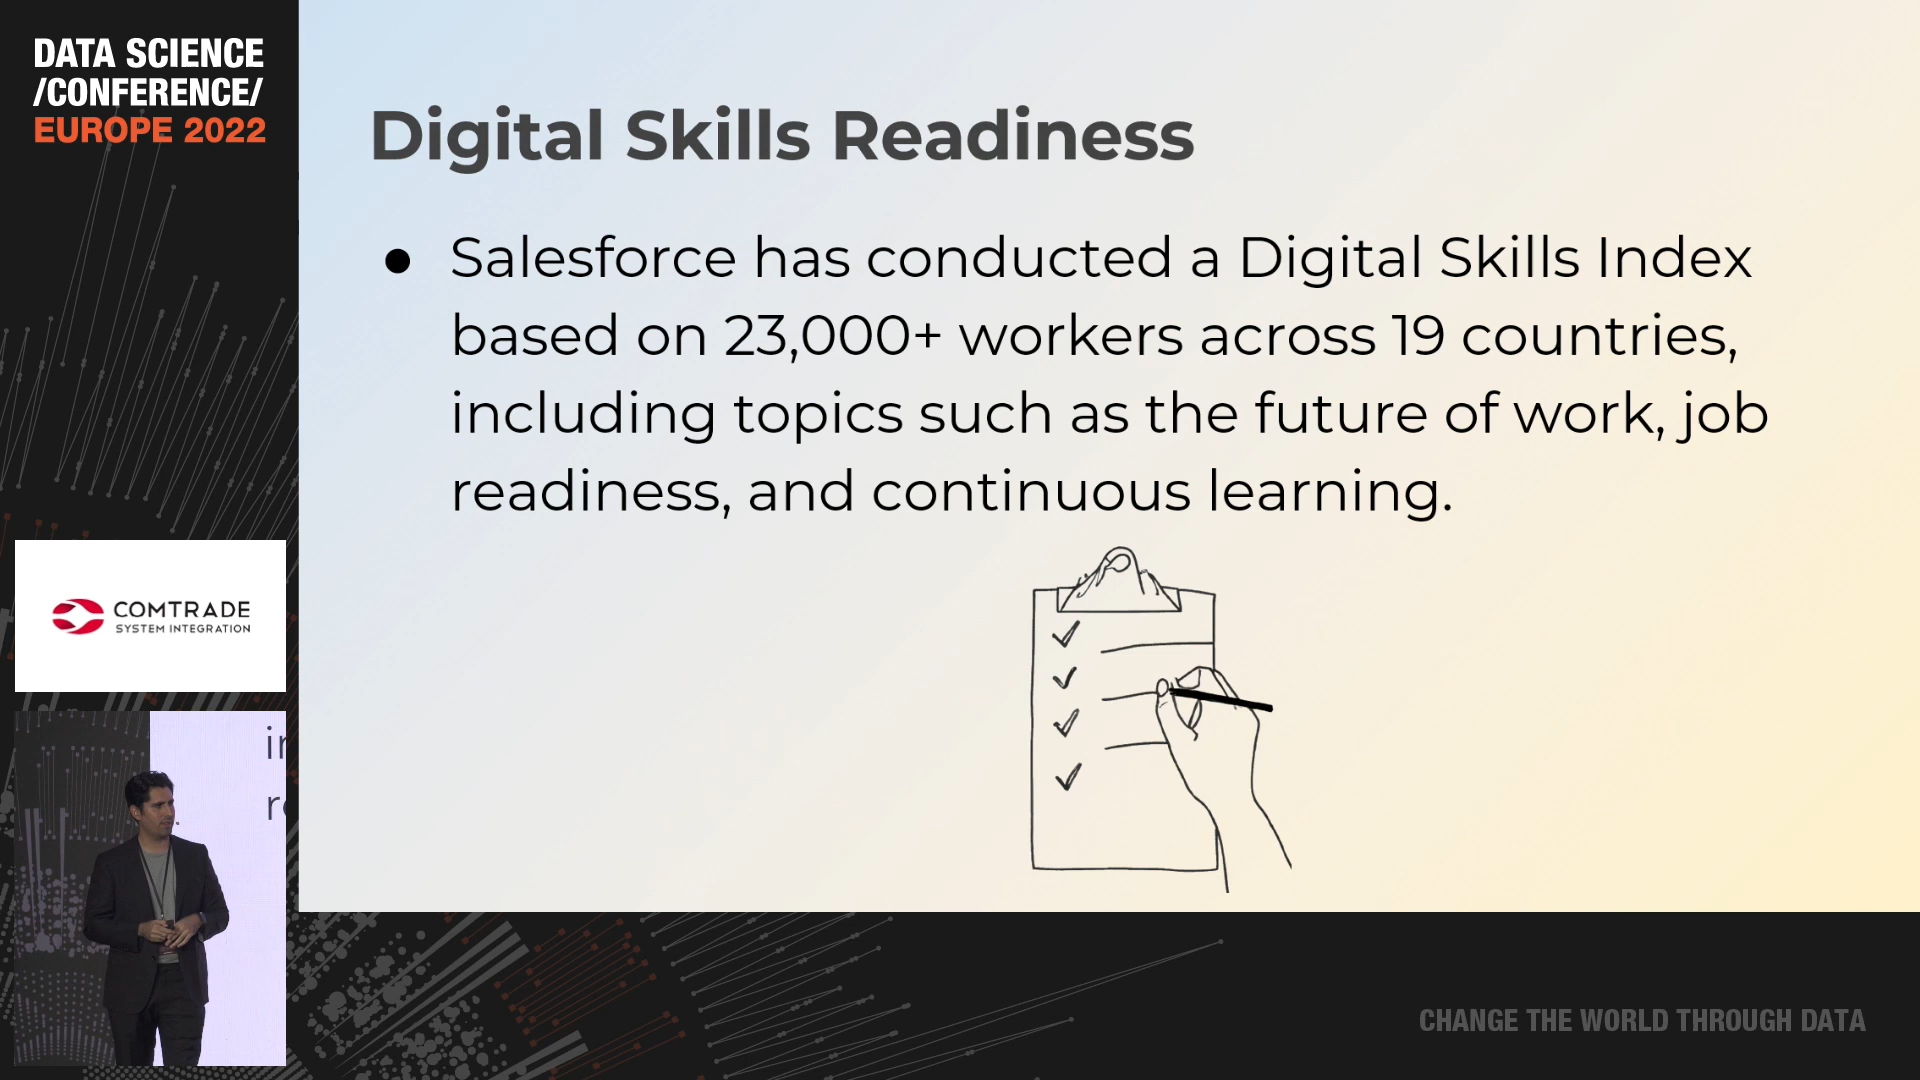 DATA SCIENCE
/CONFERENCE/
EUROPE 2022
Digital Skills Readiness
● Salesforce has conducted a Digital Skills Index
based on 23,000+ workers across 19 countries,
including topics such as the future of work, job
readiness, and continuous learning.
COMTRADE
SYSTEM INTEGRATION
in
re
CHANGE THE WORLD THROUGH DATA